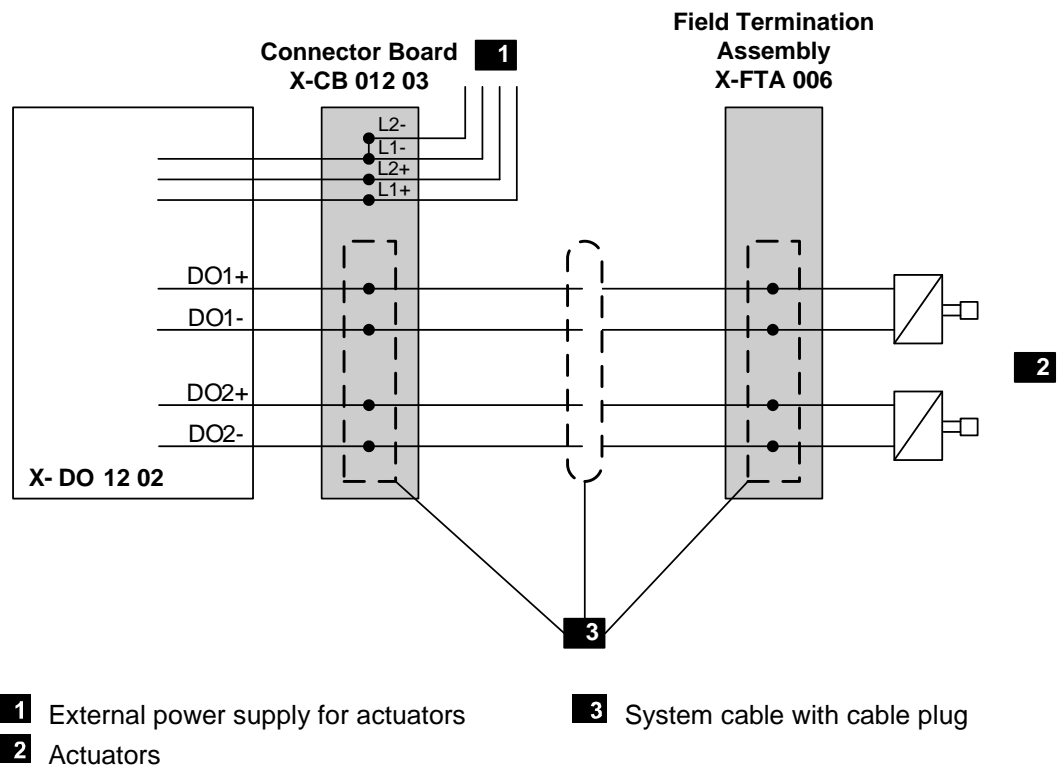 Field Termination
Assembly
X-FTA 006
Connector Board
X-CB 012 03
1
L2-
L1-
L2+
L1+
DO1+
DO1-
2
DO2+
DO2-
X- DO 12 02
3
1 External power supply for actuators
3 System cable with cable plug
2 Actuators